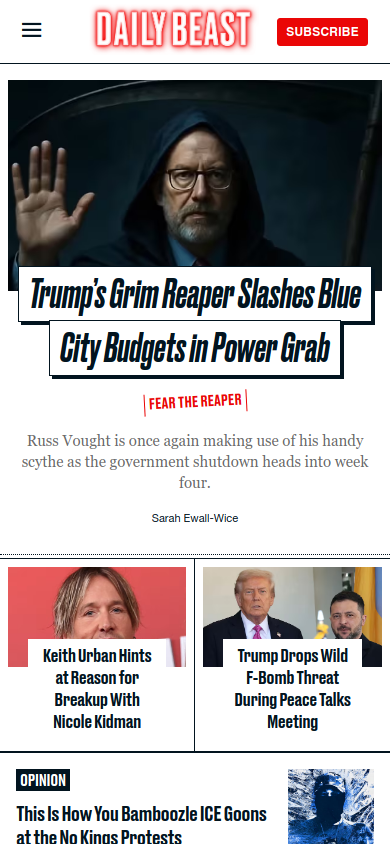 DAILY BEAST
SUBSCRIBE
Trump's Grim Reaper Slashes Blue
City Budgets in Power Grab
FEAR THE REAPER
Russ Vought is once again making use of his handy
scythe as the government shutdown heads into week
four.
Sarah Ewall-Wice
Keith Urban Hints
at Reason for
Breakup With
Nicole Kidman
Trump Drops Wild
F-Bomb Threat
During Peace Talks
Meeting
OPINION
This Is How You Bamboozle ICE Goons
at the No Kings Protests